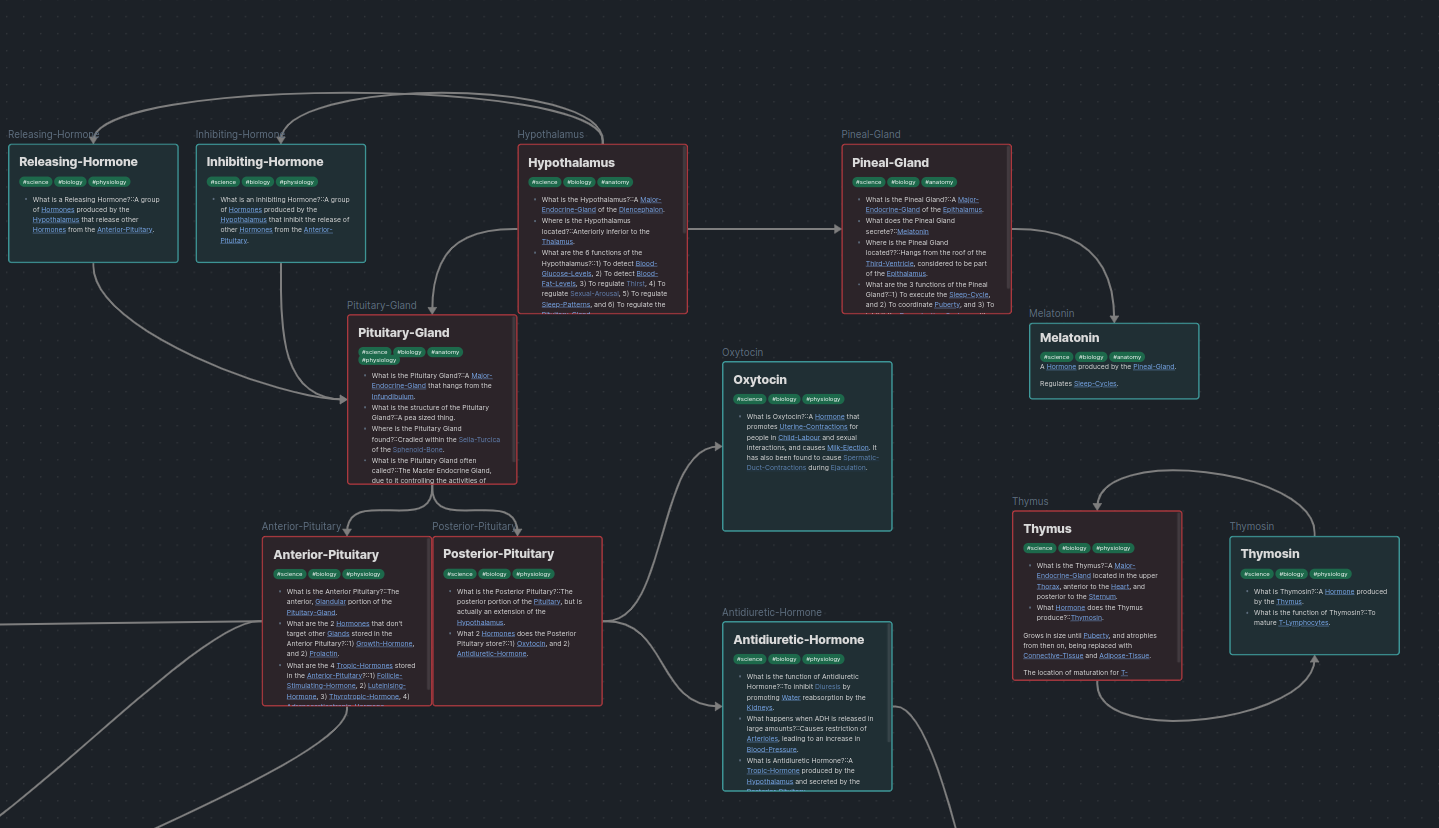 Releasing-Hormone
Releasing-Hormone
#science #biology #physiology
What is a Releasing Hormone?::A group
of Hormones produced by the
Hypothalamus that release other
Hormones from the Anterior-Pituitary.
Inhibiting-Hormone
Inhibiting-Hormone
#science #biology #physiology
What is an Inhibiting Hormone?::A group
of Hormones produced by the
Hypothalamus that inhibit the release of
other Hormones from the Anterior-
Pituitary.
Hypothalamus
Hypothalamus
#science #biology #anatomy
What is the Hypothalamus?::A Major-
Endocrine-Gland of the Diencephalon.
Where is the Hypothalamus
located?::Anteriorly inferior to the
Thalamus.
What are the 6 functions of the
Hypothalamus?::1) To detect Blood-
Glucose-Levels, 2) To detect Blood-
Fat-Levels, 3) To regulate Thirst, 4) To
regulate Sexual-Arousal, 5) To regulate
Sleep-Patterns, and 6) To regulate the
Pineal-Gland
Pineal-Gland
#science #biology #anatomy
What is the Pineal Gland?::A Major-
Endocrine-Gland of the Epithalamus.
What does the Pineal Gland
secrete?::Melatonin
Where is the Pineal Gland
located??::Hangs from the roof of the
Third-Ventricle, considered to be part
of the Epithalamus.
What are the 3 functions of the Pineal
Gland?::1) To execute the Sleep-Cycle,
and 2) To coordinate Puberty, and 3) To
Melatonin
Melatonin
#science #biology #anatomy
A Hormone produced by the Pineal-Gland.
Regulates Sleep-Cycles.
Pituitary-Gland
Pituitary-Gland
#science #biology #anatomy
#physiology
What is the Pituitary Gland?::A Major-
Endocrine-Gland that hangs from the
Infundibulum.
What is the structure of the Pituitary
Gland?::A pea sized thing.
Where is the Pituitary Gland
found?::Cradled within the Sella-Turcica
of the Sphenoid-Bone.
What is the Pituitary Gland often
called?::The Master Endocrine Gland,
due to it controlling the activities of
Oxytocin
Oxytocin
#science #biology #physiology
What is Oxytocin?::A Hormone that
promotes Uterine-Contractions for
people in Child-Labour and sexual
interactions, and causes Milk-Ejection. It
has also been found to cause Spermatic-
Duct-Contractions during Ejaculation.
Thymus
Thymus
#science #biology #physiology
What is the Thymus?::A Major-
Endocrine-Gland located in the upper
Thorax, anterior to the Heart, and
posterior to the Sternum.
What Hormone does the Thymus
produce?::Thymosin.
Grows in size until Puberty, and atrophies
from then on, being replaced with
Connective-Tissue and Adipose-Tissue.
The location of maturation for T-
Thymosin
Thymosin
#science #biology #physiology
What is Thymosin?::A Hormone produced
by the Thymus.
What is the function of Thymosin?::To
mature T-Lymphocytes.
Anterior-Pituitary
Anterior-Pituitary
#science #biology #physiology
What is the Anterior Pituitary?::The
anterior, Glandular portion of the
Pituitary-Gland.
What are the 2 Hormones that don't
target other Glands stored in the
Anterior Pituitary?::1) Growth-Hormone,
and 2) Prolactin.
What are the 4 Tropic-Hormones stored
in the Anterior-Pituitary?::1) Follicle-
Stimulating-Hormone, 2) Luteinising-
Hormone, 3) Thyrotropic-Hormone, 4)
Posterior-Pituitary
Posterior-Pituitary
#science #biology #physiology
What is the Posterior Pituitary?::The
posterior portion of the Pituitary, but is
actually an extension of the
Hypothalamus.
What 2 Hormones does the Posterior
Pituitary store?::1) Oxytocin, and 2)
Antidiuretic-Hormone.
Antidiuretic-Hormone
Antidiuretic-Hormone
#science #biology #physiology
What is the function of Antidiuretic
Hormone?::To inhibit Diuresis by
promoting Water reabsorption by the
Kidneys.
What happens when ADH is released in
large amounts?::Causes restriction of
Arterioles, leading to an increase in
Blood-Pressure.
What is Antidiuretic Hormone?::A
Tropic-Hormone produced by the
Hypothalamus and secreted by the